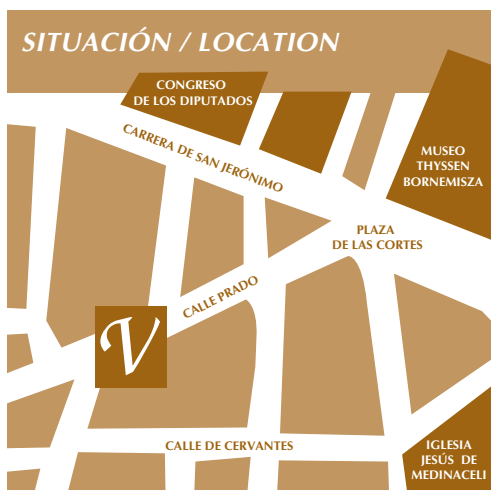 SITUACIÓN / LOCATION
CONGRESO
DE LOS DIPUTADOS
CARRERA DE SAN JERÓNIMO
MUSEO
THYSSEN
BORNEMISZA
PLAZA
DE LAS CORTES
CALLE PRADO
V
CALLE DE CERVANTES
IGLESIA
JESÚS DE
MEDINACELI